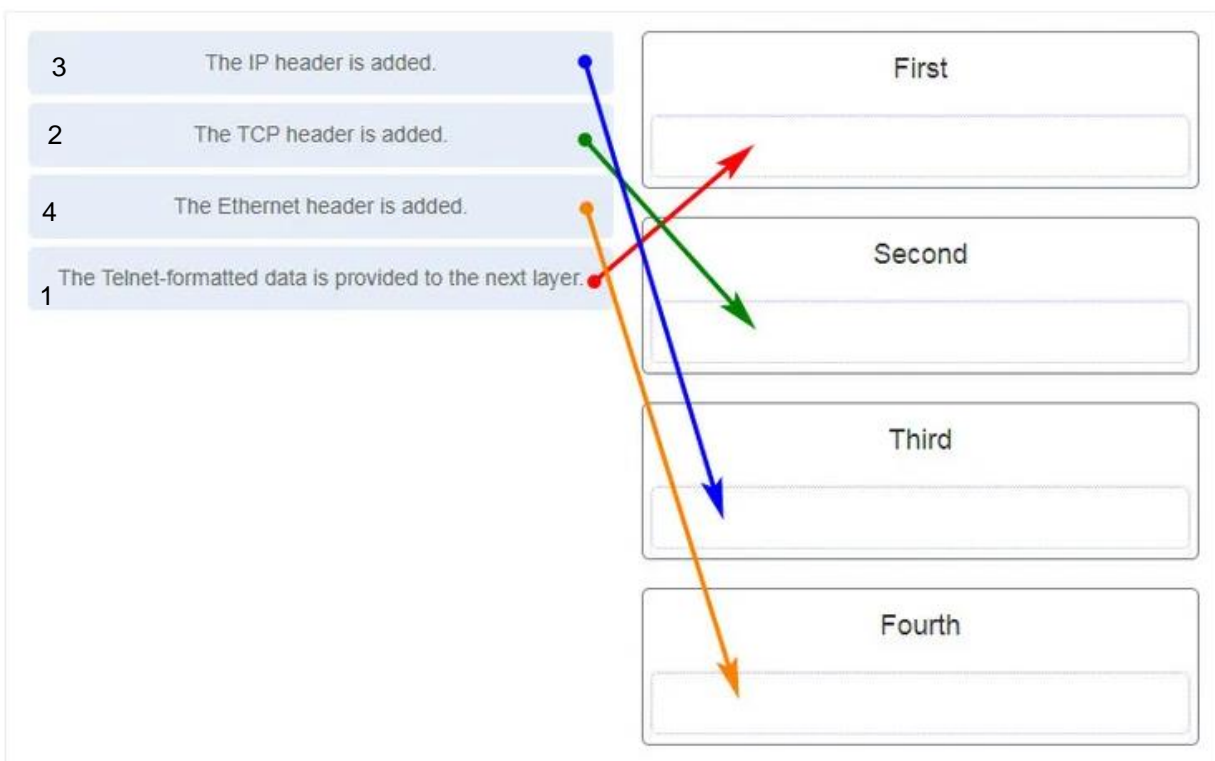 3 The IP header is added.
2 The TCP header is added.
4 The Ethernet header is added.
1 The Telnet-formatted data is provided to the next layer.
First
Second
Third
Fourth